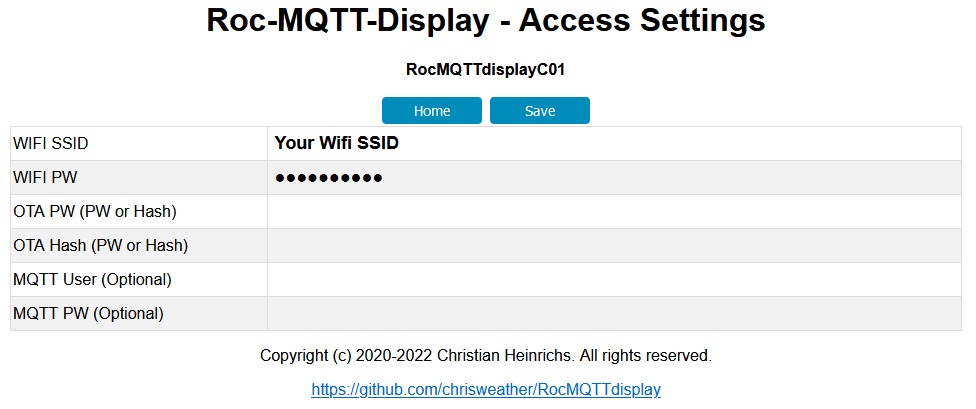 Roc-MQTT-Display - Access Settings
RocMQTTdisplayC01
Home Save
WIFI SSID Your Wifi SSID
WIFI PW ●●●●●●●●●●
OTA PW (PW or Hash)
OTA Hash (PW or Hash)
MQTT User (Optional)
MQTT PW (Optional)
Copyright (c) 2020-2022 Christian Heinrichs. All rights reserved.
https://github.com/chrisweather/RocMQTTdisplay